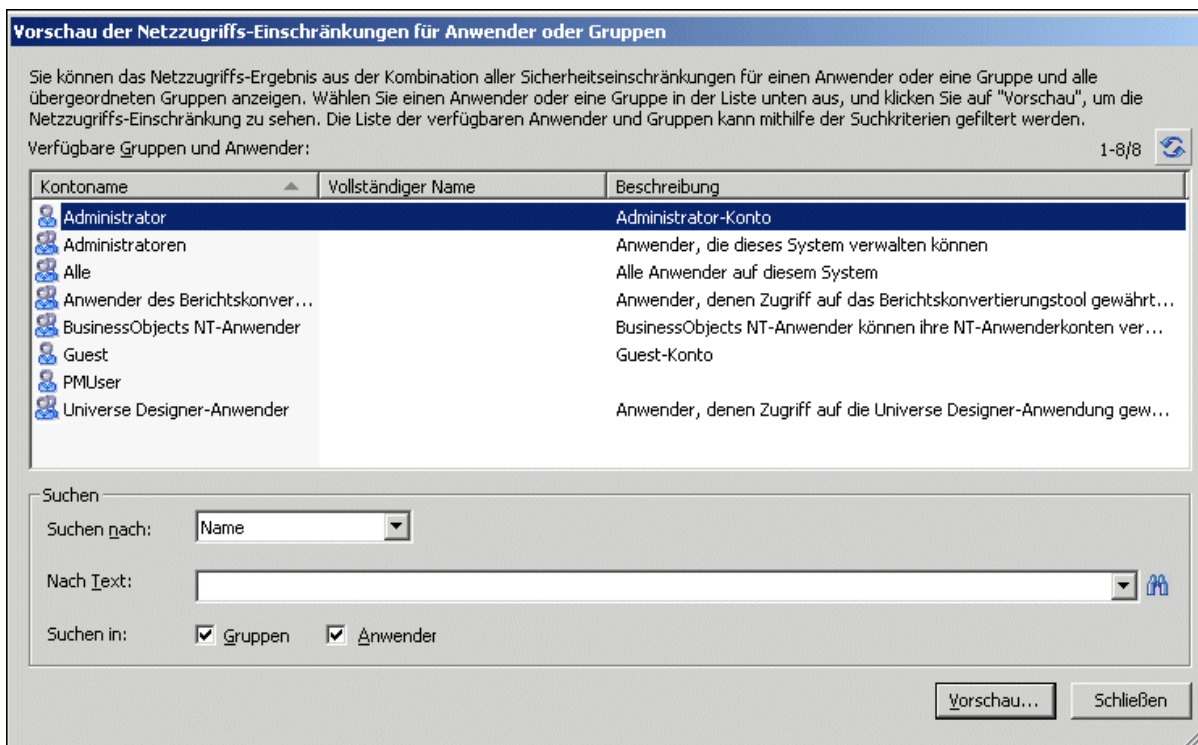 Vorschau der Netzzugriffs-Einschränkungen für Anwender oder Gruppen
Sie können das Netzzugriffs-Ergebnis aus der Kombination aller Sicherheitseinschränkungen für einen Anwender oder eine Gruppe und alle
übergeordneten Gruppen anzeigen. Wählen Sie einen Anwender oder eine Gruppe in der Liste unten aus, und klicken Sie auf "Vorschau", um die
Netzzugriffs-Einschränkung zu sehen. Die Liste der verfügbaren Anwender und Gruppen kann mithilfe der Suchkriterien gefiltert werden.
Verfügbare Gruppen und Anwender: 1-8/8
Kontoname Vollständiger Name Beschreibung
Administrator Administrator-Konto
Administratoren Anwender, die dieses System verwalten können
Alle Alle Anwender auf diesem System
Anwender des Berichtskonver... Anwender, denen Zugriff auf das Berichtskonvertierungstool gewährt...
BusinessObjects NT-Anwender BusinessObjects NT-Anwender können ihre NT-Anwenderkonten ver...
Guest Guest-Konto
PMUser
Universe Designer-Anwender Anwender, denen Zugriff auf die Universe Designer-Anwendung gew...
Suchen
Suchen nach: Name
Nach Text:
Suchen in: Gruppen Anwender
Vorschau... Schließen